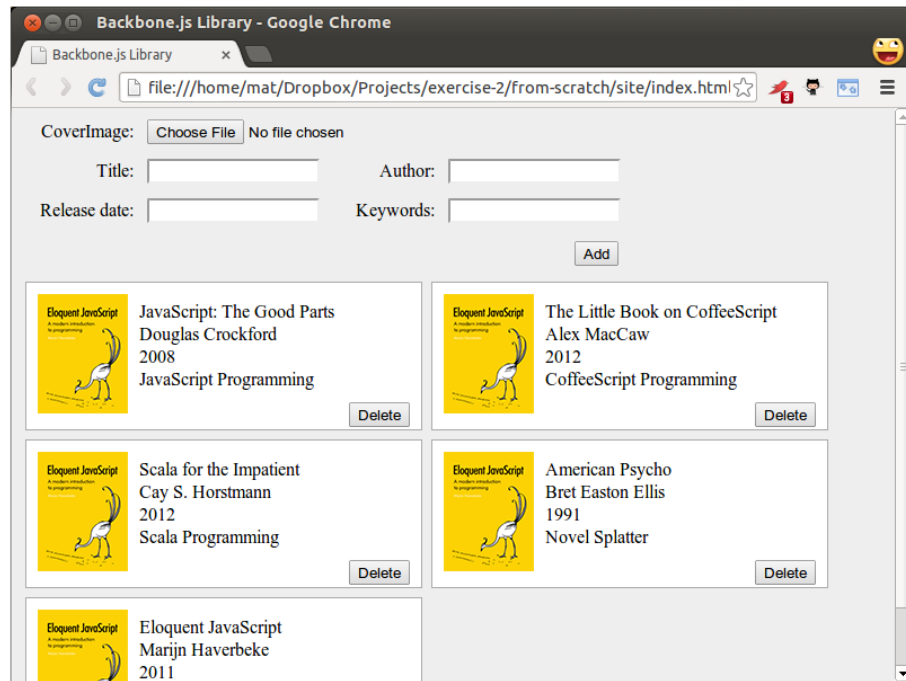 Backbone.js Library - Google Chrome
Backbone.js Library ×
file:///home/mat/Dropbox/Projects/exercise-2/from-scratch/site/index.html
3
CoverImage: Choose File No file chosen
Title: Author:
Release date: Keywords:
Add
Eloquent JavaScript
A modern introduction
to programming
JavaScript: The Good Parts
Douglas Crockford
2008
JavaScript Programming
Delete
Eloquent JavaScript
A modern introduction
to programming
The Little Book on CoffeeScript
Alex MacCaw
2012
CoffeeScript Programming
Delete
Eloquent JavaScript
A modern introduction
to programming
Scala for the Impatient
Cay S. Horstmann
2012
Scala Programming
Delete
Eloquent JavaScript
A modern introduction
to programming
American Psycho
Bret Easton Ellis
1991
Novel Splatter
Delete
Eloquent JavaScript
A modern introduction
to programming
Eloquent JavaScript
Marijn Haverbeke
2011